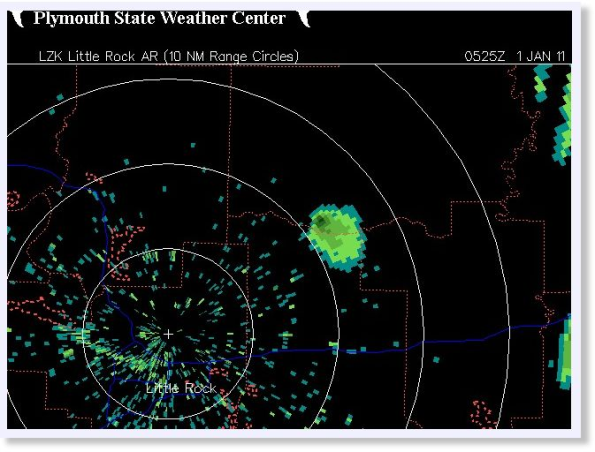 Plymouth State Weather Center
LZK Little Rock AR (10 NM Range Circles) 0525Z 1 JAN 11
Little Rock